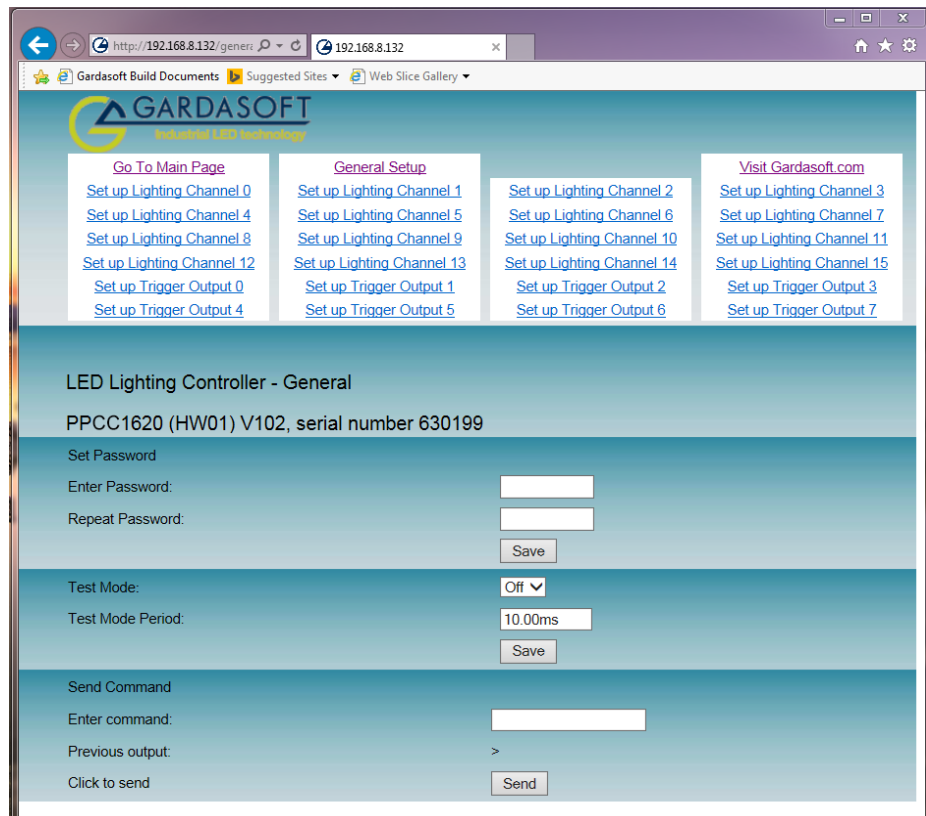 http://192.168.8.132/genera
192.168.8.132
Gardasoft Build Documents Suggested Sites Web Slice Gallery
GARDASOFT
Industrial LED technology
Go To Main Page General Setup Visit Gardasoft.com
Set up Lighting Channel 0 Set up Lighting Channel 1 Set up Lighting Channel 2 Set up Lighting Channel 3
Set up Lighting Channel 4 Set up Lighting Channel 5 Set up Lighting Channel 6 Set up Lighting Channel 7
Set up Lighting Channel 8 Set up Lighting Channel 9 Set up Lighting Channel 10 Set up Lighting Channel 11
Set up Lighting Channel 12 Set up Lighting Channel 13 Set up Lighting Channel 14 Set up Lighting Channel 15
Set up Trigger Output 0 Set up Trigger Output 1 Set up Trigger Output 2 Set up Trigger Output 3
Set up Trigger Output 4 Set up Trigger Output 5 Set up Trigger Output 6 Set up Trigger Output 7
LED Lighting Controller - General
PPCC1620 (HW01) V102, serial number 630199
Set Password
Enter Password:
Repeat Password:
Save
Test Mode: Off
Test Mode Period: 10.00ms
Save
Send Command
Enter command:
Previous output: >
Click to send Send